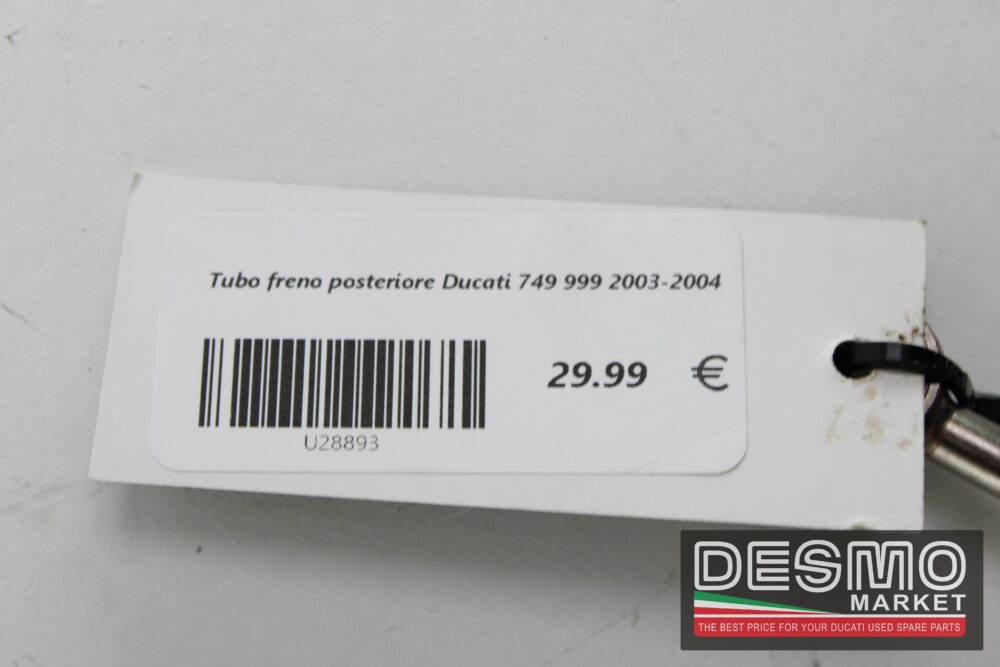 Tubo freno posteriore Ducati 749 999 2003-2004
29.99 €
U28893
DESMO
MARKET
THE BEST PRICE FOR YOUR DUCATI USED SPARE PARTS